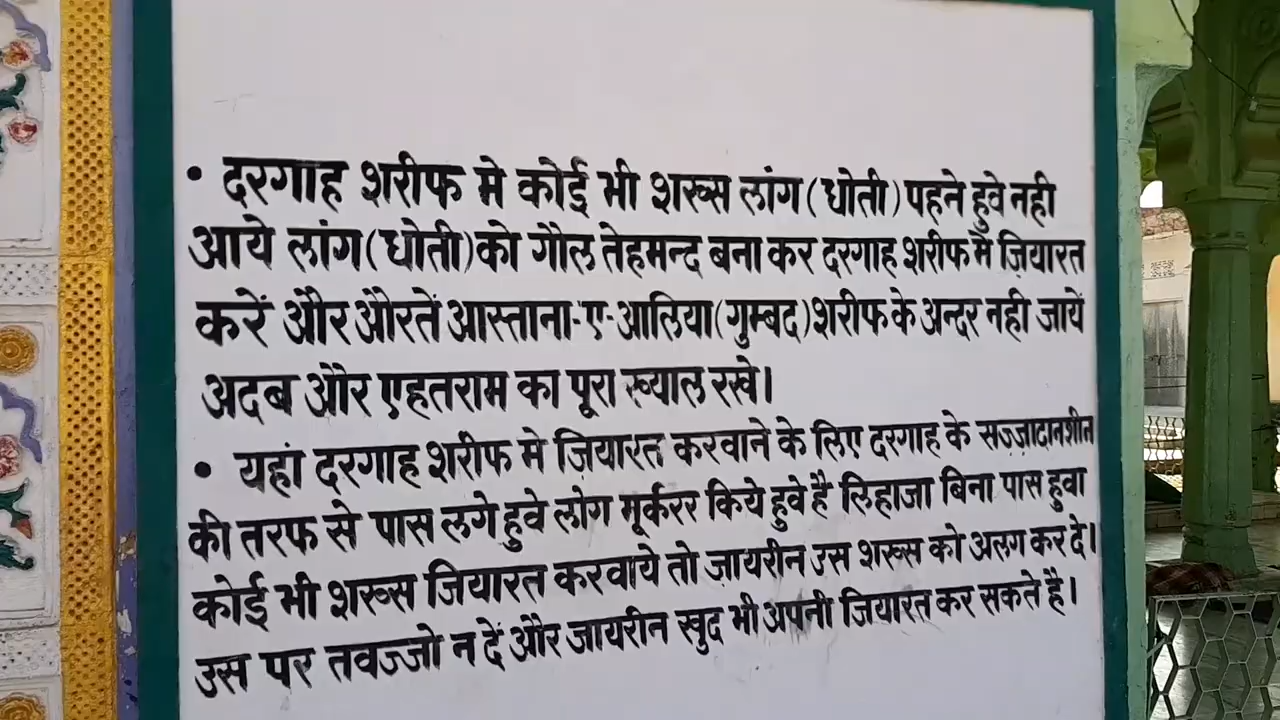 • दरगाह शरीफ मे कोई भी शख्स लांग (धोती) पहने हुवे नही
आये लांग (धोती) को गौल तेहमन्द बना कर दरगाह शरीफ मे ज़ियारत
करें और औरतें आस्ताना-ए-आलिया (गुम्बद) शरीफ के अन्दर नही जायें
अदब और एहतराम का पूरा ख्याल रखे।
• यहां दरगाह शरीफ मे ज़ियारत करवाने के लिए दरगाह के सज्ज़ादानशीन
की तरफ से पास लगे हुवे लोग मूर्करर किये हुवे है लिहाजा बिना पास हुवा
कोई भी शख्स जियारत करवाये तो ज़ायरीन उस शख्स को अलग कर दे।
उस पर तवज्जो न दें और जायरीन खुद भी अपनी जियारत कर सकते है।